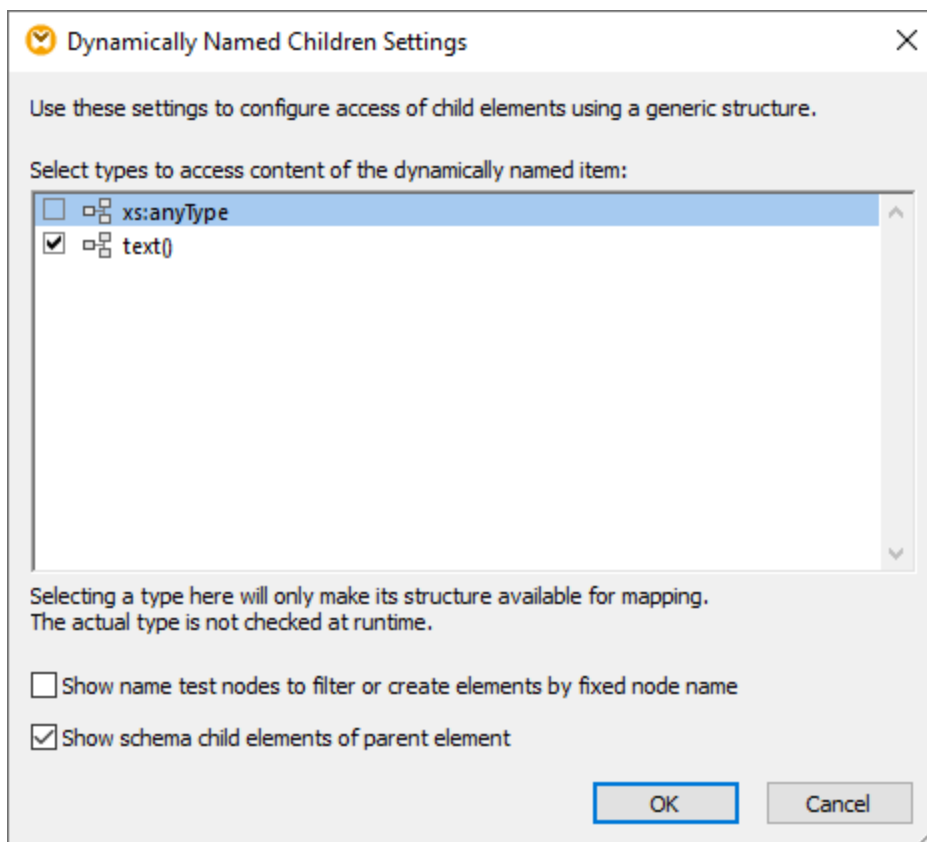 Dynamically Named Children Settings
Use these settings to configure access of child elements using a generic structure.
Select types to access content of the dynamically named item:
xs:anyType
text()
Selecting a type here will only make its structure available for mapping.
The actual type is not checked at runtime.
Show name test nodes to filter or create elements by fixed node name
Show schema child elements of parent element
OK Cancel